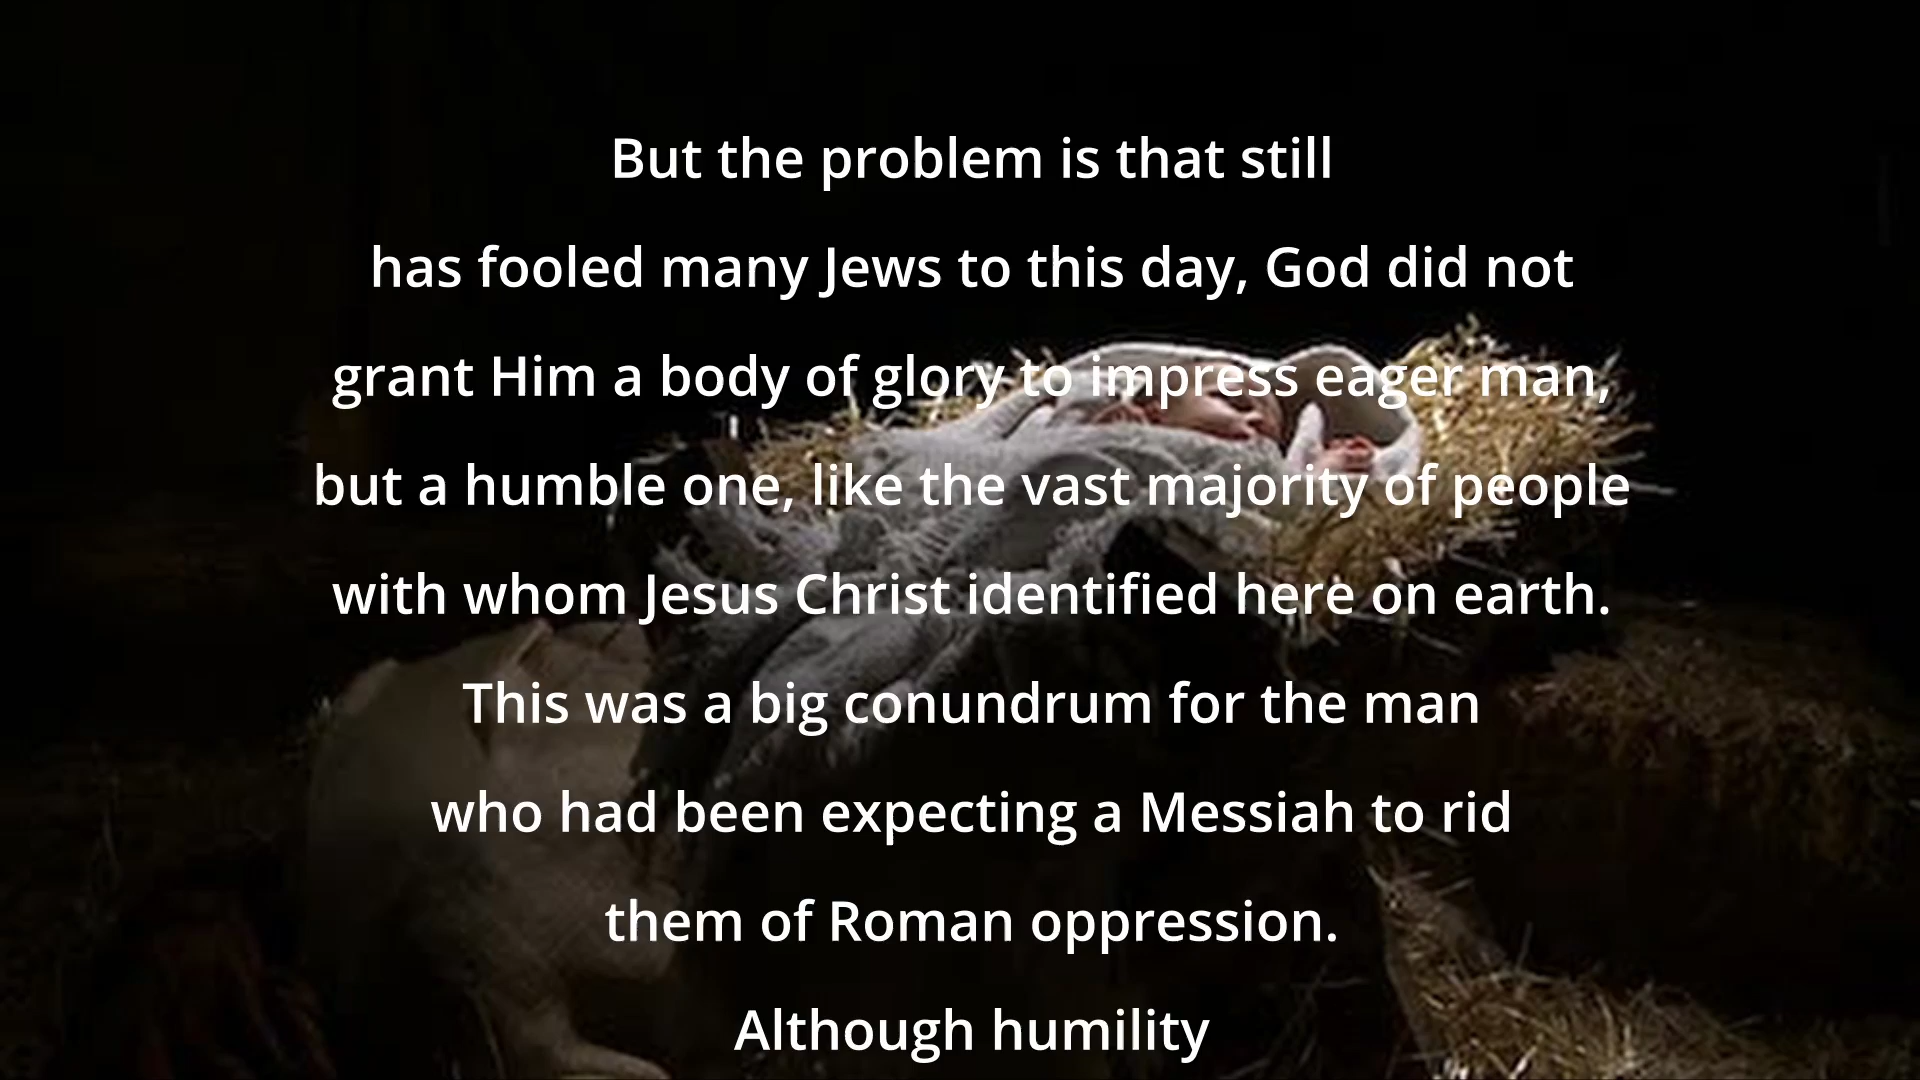 But the problem is that still
has fooled many Jews to this day, God did not
grant Him a body of glory to impress eager man,
but a humble one, like the vast majority of people
with whom Jesus Christ identified here on earth.
This was a big conundrum for the man
who had been expecting a Messiah to rid
them of Roman oppression.
Although humility